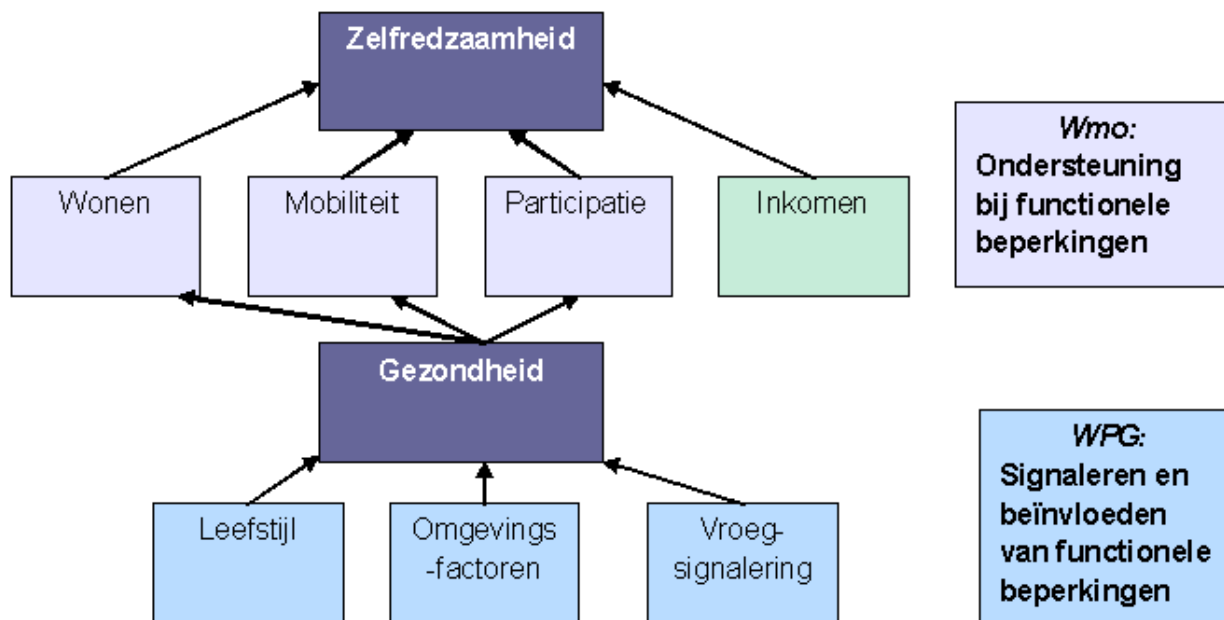 Zelfredzaamheid
Wonen
Mobiliteit
Participatie
Inkomen
Wmo:
Ondersteuning
bij functionele
beperkingen
Gezondheid
Leefstijl
Omgevings
-factoren
Vroeg-
signalering
WPG:
Signaleren en
beïnvloeden
van functionele
beperkingen